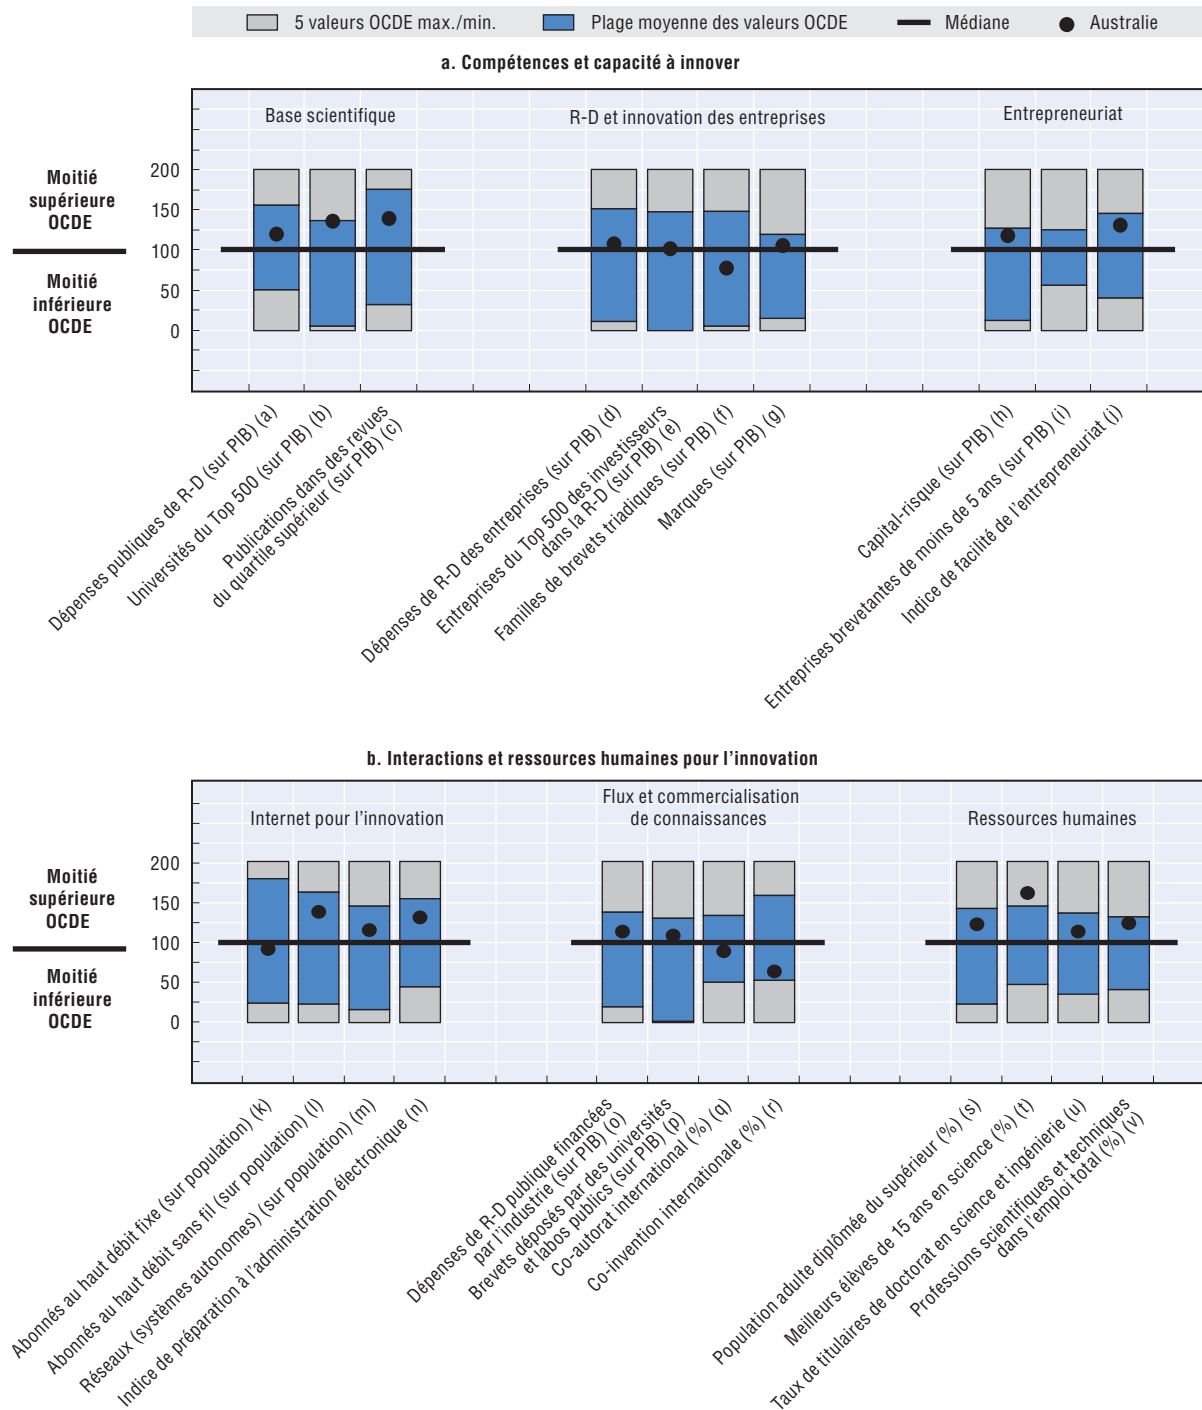 5 valeurs OCDE max./min.
Plage moyenne des valeurs OCDE
Médiane
Australie
a. Compétences et capacité à innover
Base scientifique
R-D et innovation des entreprises
Entrepreneuriat
Moitié
supérieure
OCDE
Moitié
inférieure
OCDE
200
150
100
50
0
Dépenses publiques de R-D (sur PIB) (a)
Universités du Top 500 (sur PIB) (b)
Publications dans des revues
du quartile supérieur (sur PIB) (c)
Dépenses de R-D des entreprises (sur PIB) (d)
Entreprises du Top 500 des investisseurs
dans la R-D (sur PIB) (e)
Familles de brevets triadiques (sur PIB) (f)
Marques (sur PIB) (g)
Capital-risque (sur PIB) (h)
Entreprises brevetantes de moins de 5 ans (sur PIB) (i)
Indice de facilité de l'entrepreneuriat (j)
b. Interactions et ressources humaines pour l'innovation
Internet pour l'innovation
Flux et commercialisation
de connaissances
Ressources humaines
Moitié
supérieure
OCDE
Moitié
inférieure
OCDE
200
150
100
50
0
Abonnés au haut débit fixe (sur population) (k)
Abonnés au haut débit sans fil (sur population) (l)
Réseaux (systèmes autonomes) (sur population) (m)
Indice de préparation à l'administration électronique (n)
Dépenses de R-D publique financées
par l'industrie (sur PIB) (o)
Brevets déposés par des universités
et labos publics (sur PIB) (p)
Co-autorat international (%) (q)
Co-invention internationale (%) (r)
Population adulte diplômée du supérieur (%) (s)
Meilleurs élèves de 15 ans en science (%) (t)
Taux de titulaires de doctorat en science et ingénierie (u)
Professions scientifiques et techniques
dans l'emploi total (%) (v)